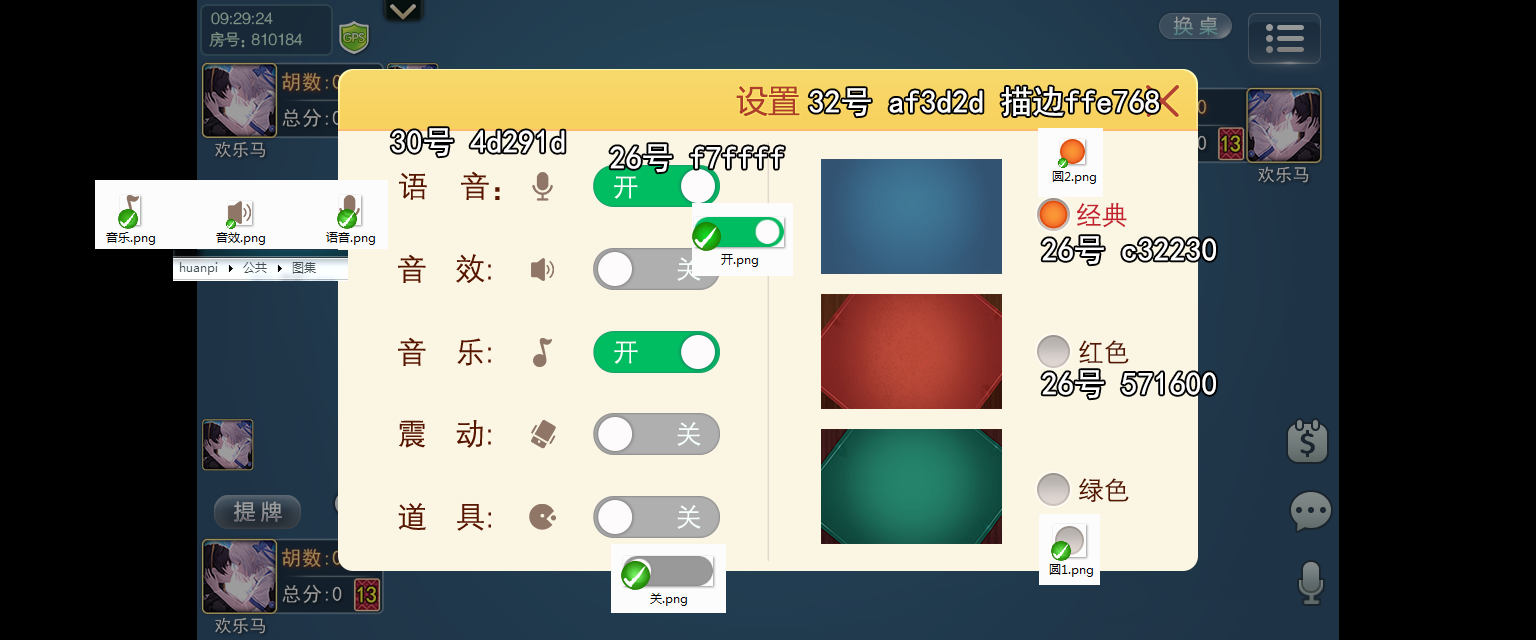 09:29:24
房号: 810184
GPS
换 桌
胡数:0
总分:0
欢乐马
0
0 13
欢乐马
设置 32号 af3d2d 描边ffe768
30号 4d291d
26号 f7ffff
语 音: 开
音 效: 关
音 乐: 开
震 动: 关
道 具: 关
音乐.png
音效.png
语音.png
huanpi 公共 图集
开.png
关.png
圆2.png
经典
26号 c32230
红色
26号 571600
绿色
圆1.png
提 牌
胡数:0
总分:0 13
欢乐马